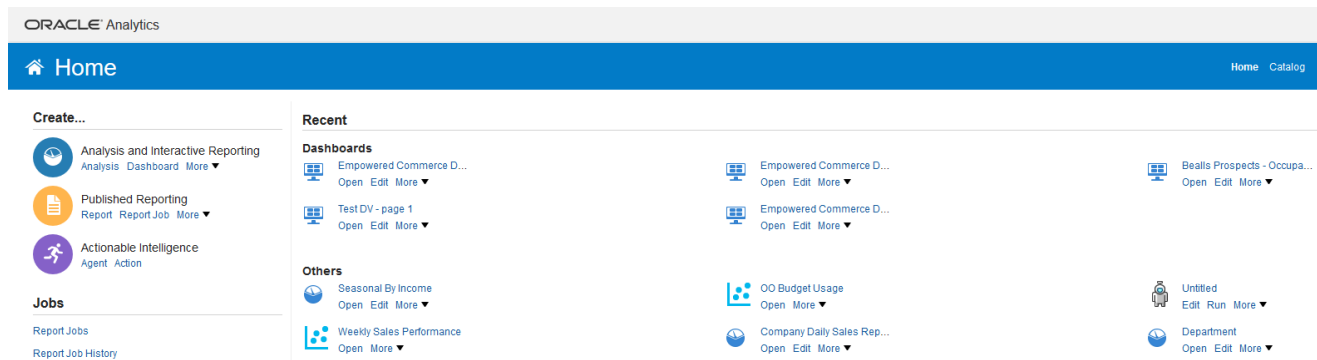 ORACLE Analytics
Home
Home Catalog
Create...
Analysis and Interactive Reporting
Analysis Dashboard More
Published Reporting
Report Report Job More
Actionable Intelligence
Agent Action
Jobs
Report Jobs
Report Job History
Recent
Dashboards
Empowered Commerce D...
Open Edit More
Empowered Commerce D...
Open Edit More
Bealls Prospects - Occupa...
Open Edit More
Test DV - page 1
Open Edit More
Empowered Commerce D...
Open Edit More
Others
Seasonal By Income
Open Edit More
OO Budget Usage
Open More
Untitled
Edit Run More
Weekly Sales Performance
Open More
Company Daily Sales Rep...
Open Edit More
Department
Open Edit More